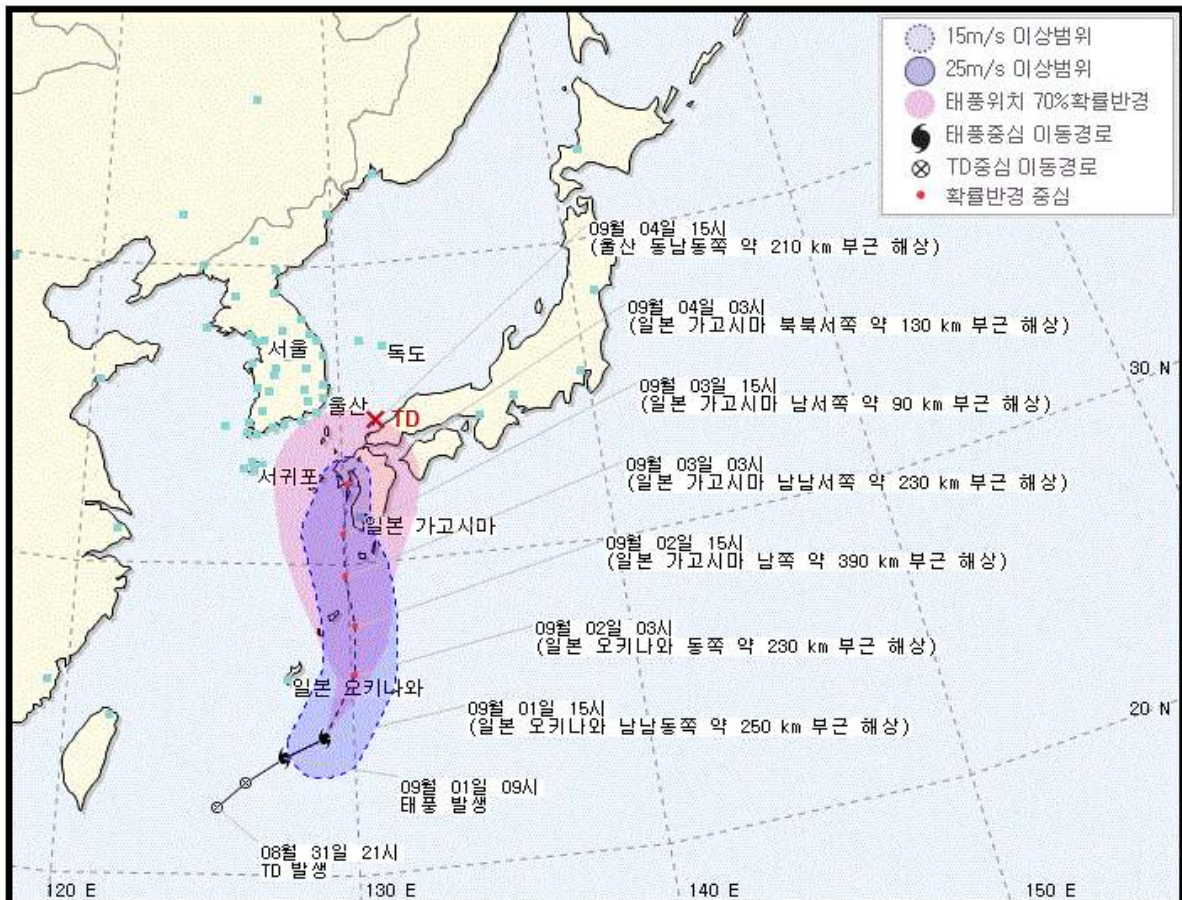 15m/s 이상범위
25m/s 이상범위
태풍위치 70%확률반경
태풍중심 이동경로
TD중심 이동경로
확률반경 중심
09월 04일 15시
(울산 동남동쪽 약 210 km 부근 해상)
09월 04일 03시
(일본 가고시마 북북서쪽 약 130 km 부근 해상)
서울
독도
09월 03일 15시
(일본 가고시마 남서쪽 약 90 km 부근 해상)
30 N
울산
TD
서귀포
09월 03일 03시
(일본 가고시마 남남서쪽 약 230 km 부근 해상)
일본 가고시마
09월 02일 15시
(일본 가고시마 남쪽 약 390 km 부근 해상)
09월 02일 03시
(일본 오키나와 동쪽 약 230 km 부근 해상)
일본 오키나와
09월 01일 15시
(일본 오키나와 남남동쪽 약 250 km 부근 해상)
20 N
09월 01일 09시
태풍 발생
08월 31일 21시
TD 발생
120 E
130 E
140 E
150 E